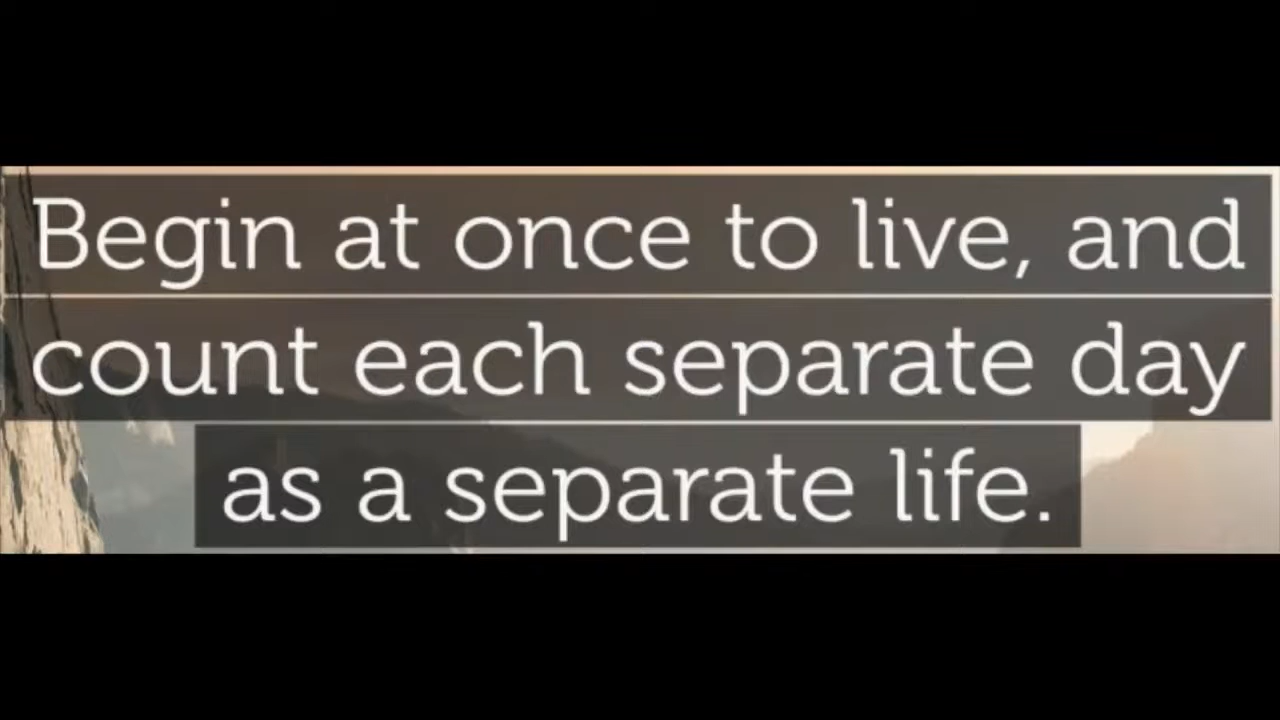 Begin at once to live, and
count each separate day
as a separate life.